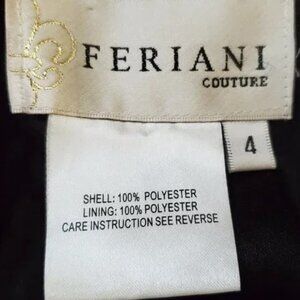 FERIANI
COUTURE
4
SHELL: 100% POLYESTER
LINING: 100% POLYESTER
CARE INSTRUCTION SEE REVERSE